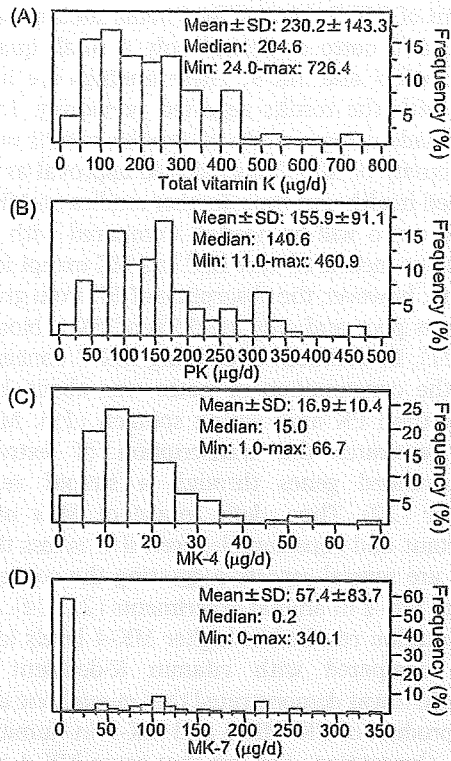 (A)
Mean±SD: 230.2±143.3
Median: 204.6
Min: 24.0-max: 726.4
15
10
5
Frequency (%)
0 100 200 300 400 500 600 700 800
Total vitamin K (µg/d)
(B)
Mean±SD: 155.9±91.1
Median: 140.6
Min: 11.0-max: 460.9
15
10
5
Frequency (%)
0 50 100 150 200 250 300 350 400 450 500
PK (µg/d)
(C)
Mean±SD: 16.9±10.4
Median: 15.0
Min: 1.0-max: 66.7
25
20
15
10
5
Frequency (%)
0 10 20 30 40 50 60 70
MK-4 (µg/d)
(D)
Mean±SD: 57.4±83.7
Median: 0.2
Min: 0-max: 340.1
60
50
40
30
20
10
Frequency (%)
0 50 100 150 200 250 300 350
MK-7 (µg/d)